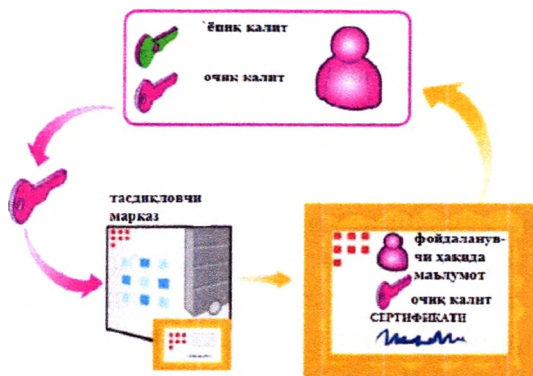 `ёпиқ калит
очиқ калит
тасдиқловчи
марказ
фойдаланув-
чи ҳақида
маълумот
очиқ калит
СЕРТИФИКАТИ